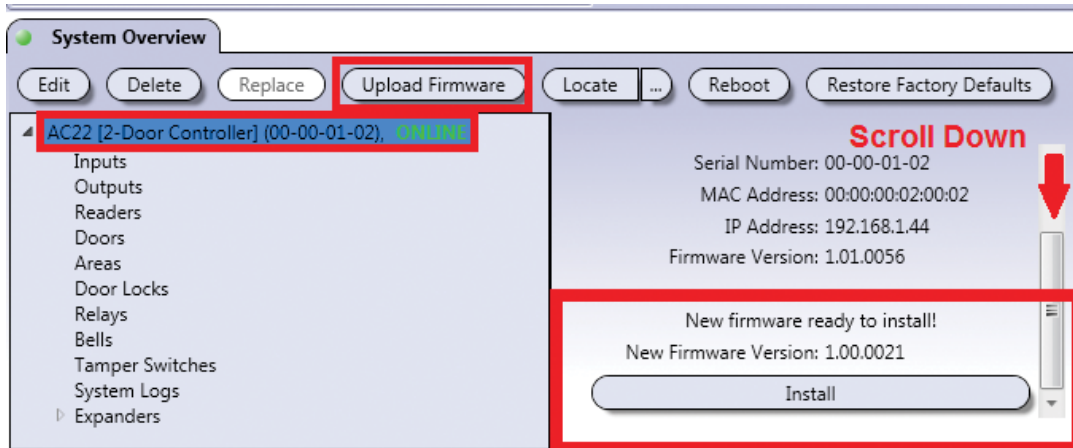 System Overview
Edit Delete Replace Upload Firmware Locate ... Reboot Restore Factory Defaults
AC22 [2-Door Controller] (00-00-01-02), ONLINE
Inputs
Outputs
Readers
Doors
Areas
Door Locks
Relays
Bells
Tamper Switches
System Logs
Expanders
Scroll Down
Serial Number: 00-00-01-02
MAC Address: 00:00:00:02:00:02
IP Address: 192.168.1.44
Firmware Version: 1.01.0056
New firmware ready to install!
New Firmware Version: 1.00.0021
Install